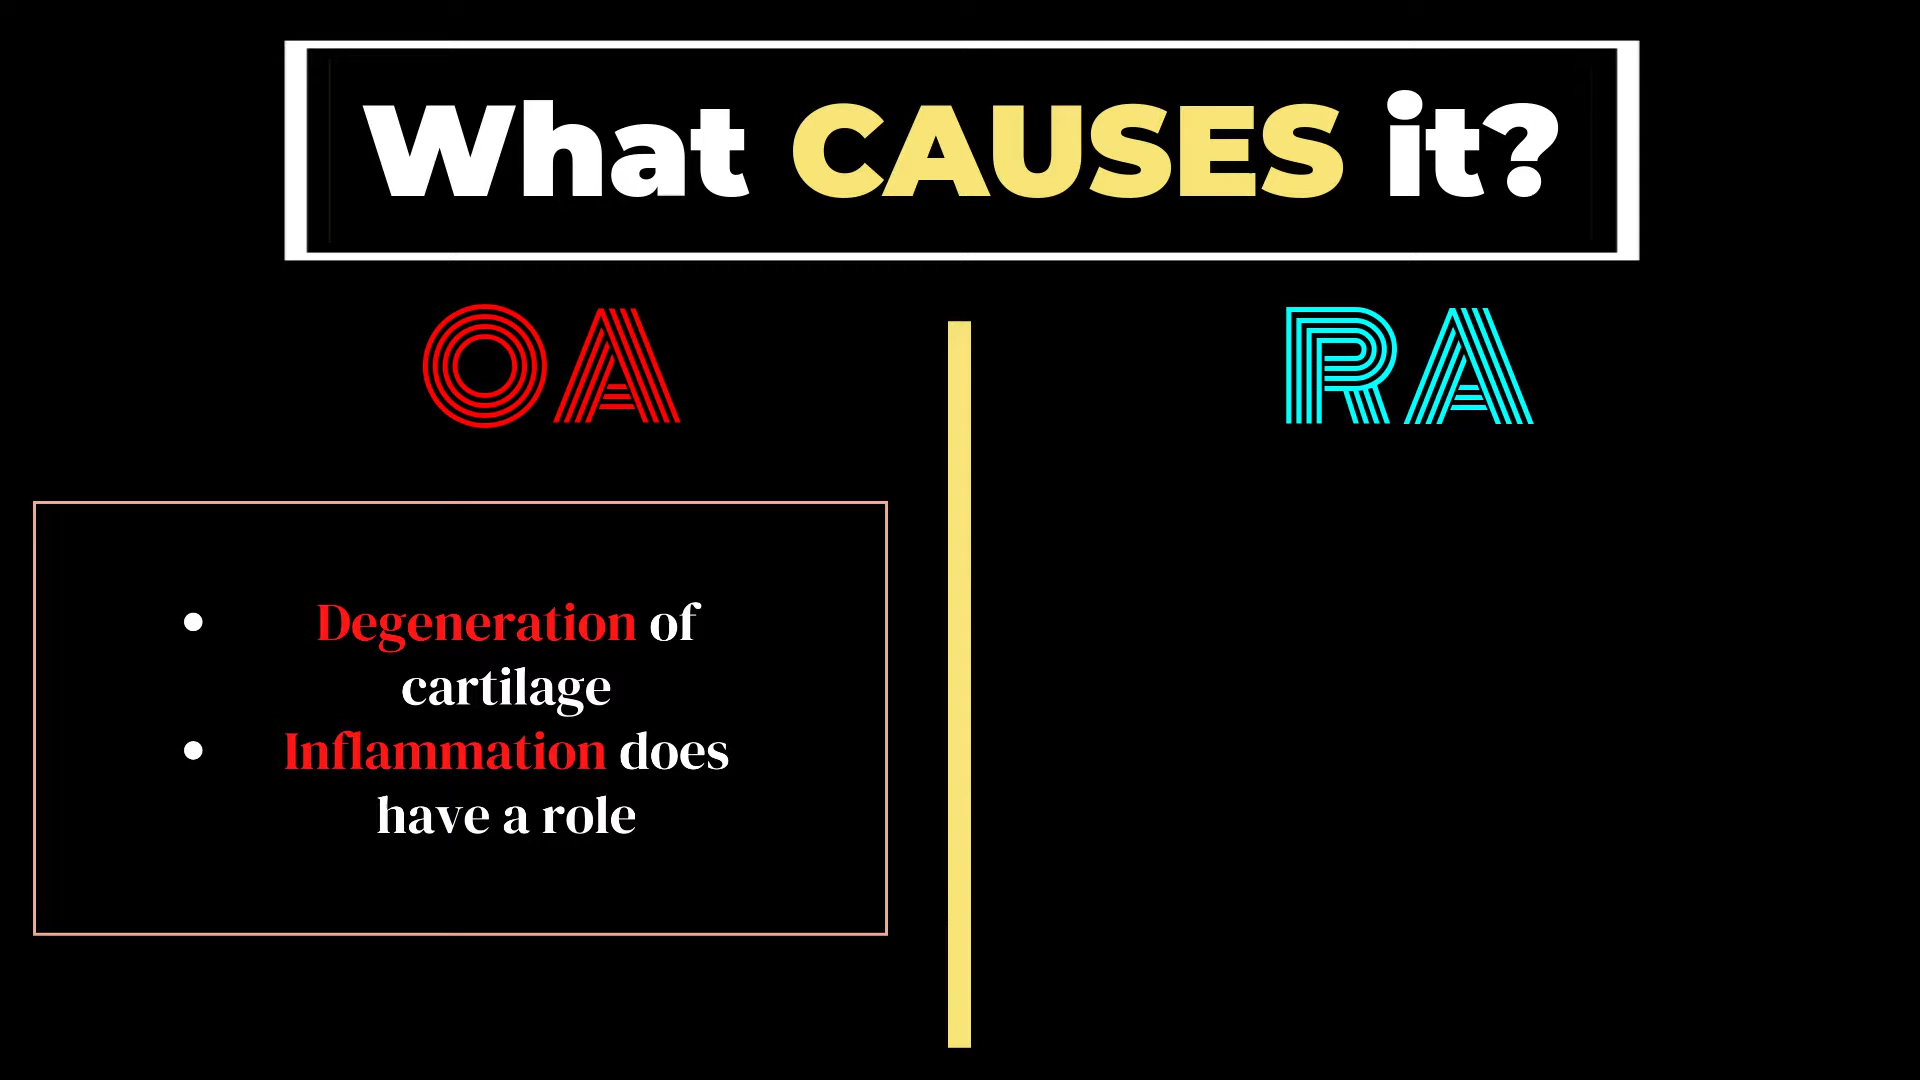 What CAUSES it?
OA
RA
• Degeneration of
cartilage
• Inflammation does
have a role